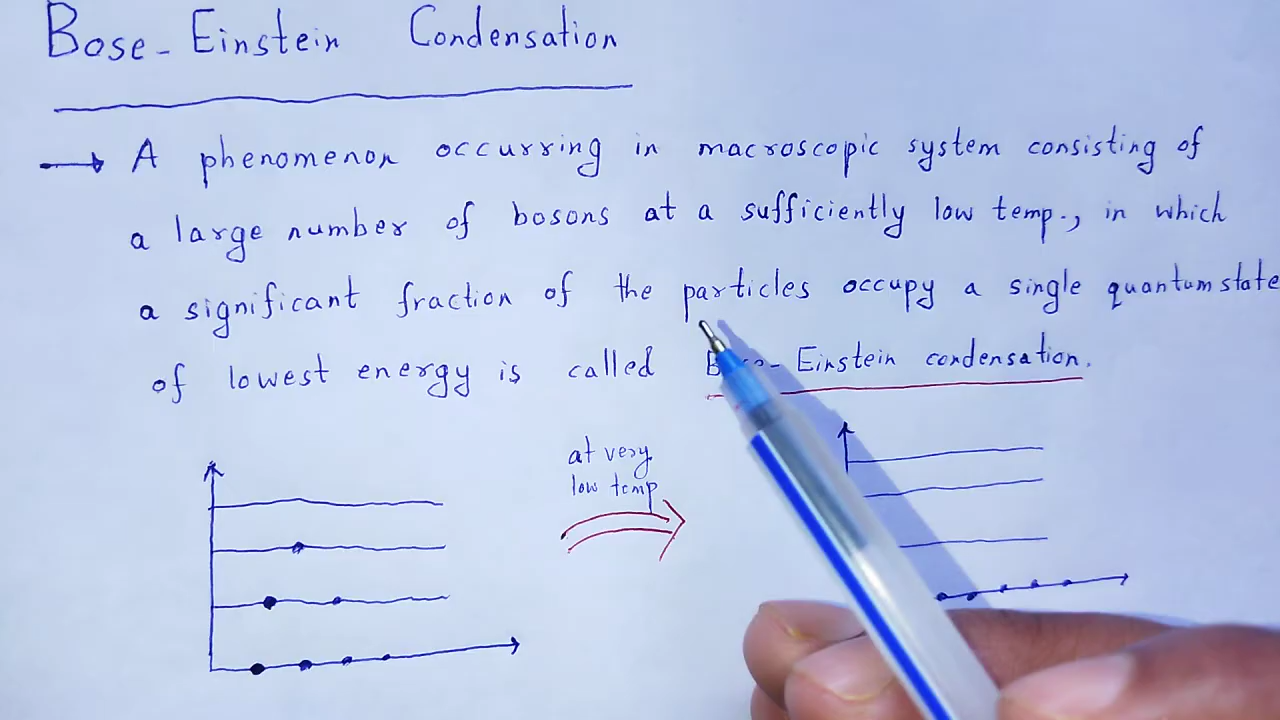 Bose-Einstein Condensation
A phenomenon occurring in macroscopic system consisting of
a large number of bosons at a sufficiently low temp., in which
a significant fraction of the particles occupy a single quantum state
of lowest energy is called Einstein condensation.
at very
low temp